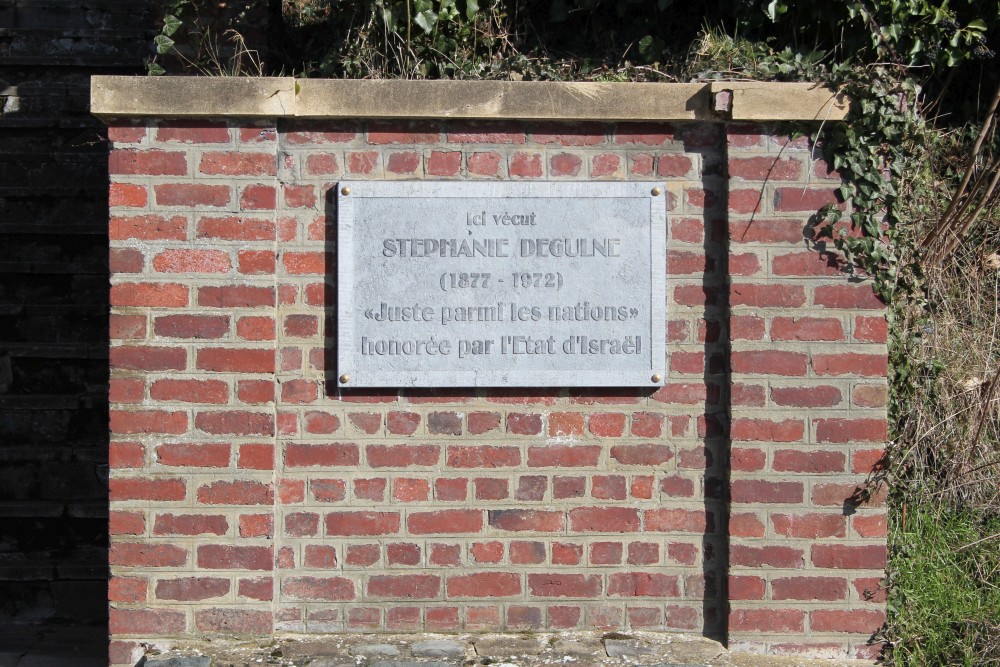 Ici vécut
STEPHANIE DEGULNE
(1877 - 1972)
«Juste parmi les nations»
honorée par l'Etat d'Israël